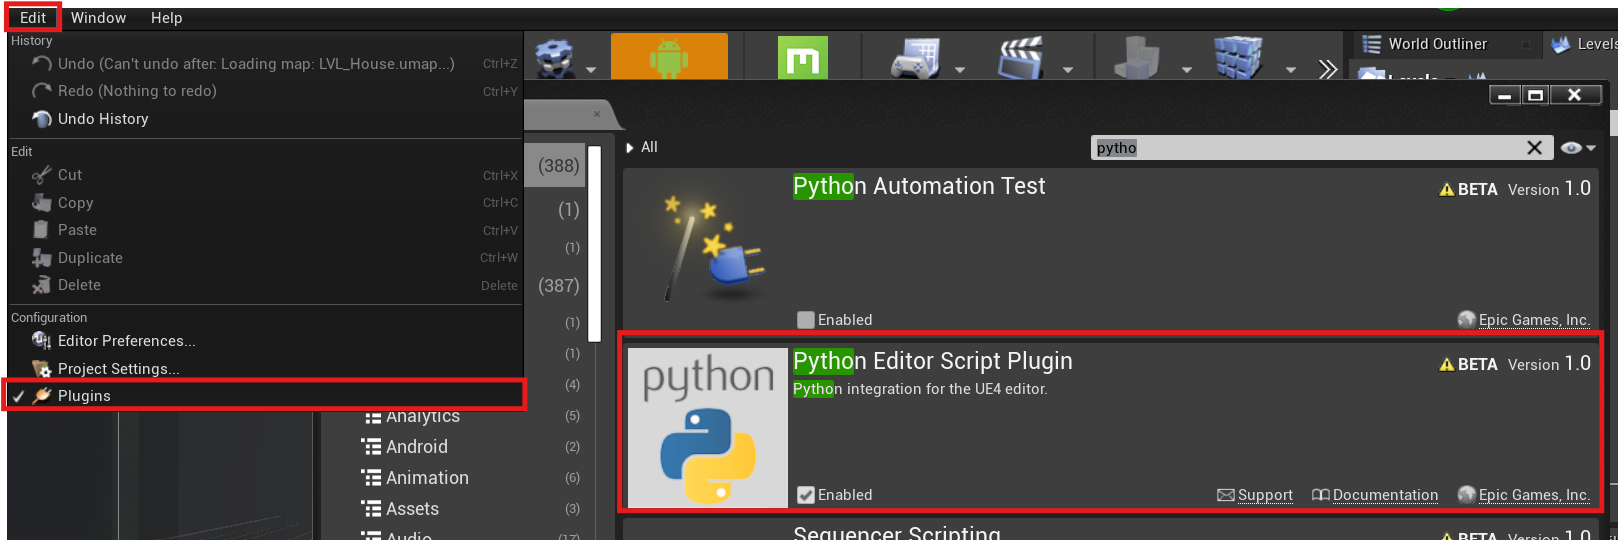 Edit Window Help
History
Undo (Can't undo after: Loading map: LVL_House.umap...) Ctrl+Z
Redo (Nothing to redo) Ctrl+Y
Undo History
Edit
Cut Ctrl+X
Copy Ctrl+C
Paste Ctrl+V
Duplicate Ctrl+W
Delete Delete
Configuration
Editor Preferences...
Project Settings...
Plugins
(388)
(1)
(1)
(387)
(1)
(1)
(4)
Analytics (5)
Android (2)
Animation (6)
Assets (3)
Audio (17)
World Outliner
Levels
Levels
All
pytho
Python Automation Test
BETA Version 1.0
Enabled
Epic Games, Inc.
python
Python Editor Script Plugin
BETA Version 1.0
Python integration for the UE4 editor.
Enabled
Support Documentation Epic Games, Inc.
Sequencer Scripting
BETA Version 1.0